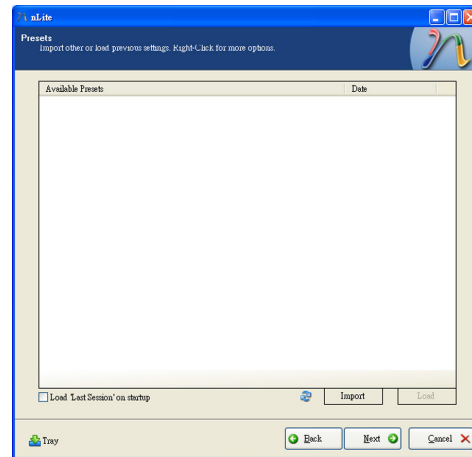 nLite
Presets
Import other or load previous settings. Right-Click for more options.
Available Presets Date
Load 'Last Session' on startup
Import Load
Tray
Back Next Cancel